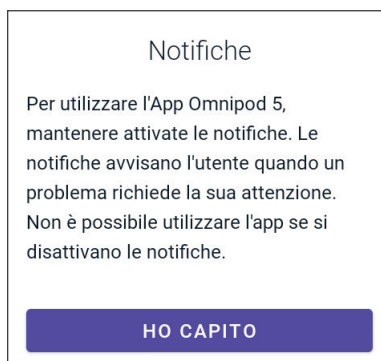 Notifiche
Per utilizzare l'App Omnipod 5,
mantenere attivate le notifiche. Le
notifiche avvisano l'utente quando un
problema richiede la sua attenzione.
Non è possibile utilizzare l'app se si
disattivano le notifiche.
HO CAPITO